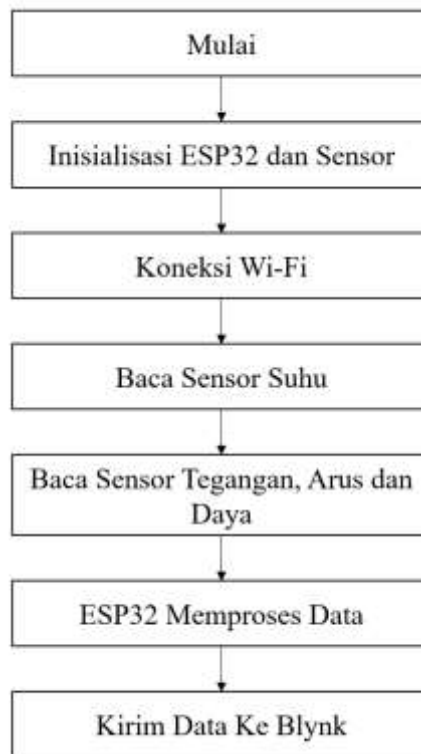 Mulai
Inisialisasi ESP32 dan Sensor
Koneksi Wi-Fi
Baca Sensor Suhu
Baca Sensor Tegangan, Arus dan
Daya
ESP32 Memproses Data
Kirim Data Ke Blynk